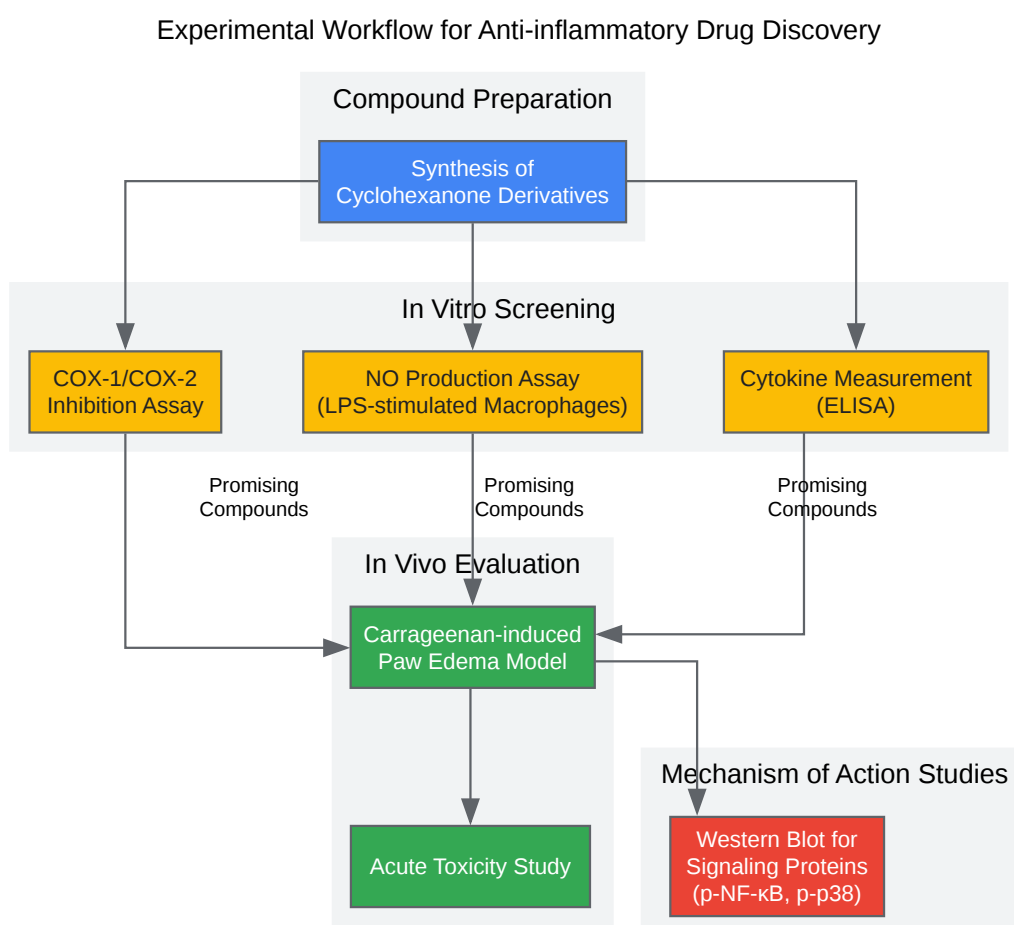 Experimental Workflow for Anti-inflammatory Drug Discovery
Compound Preparation
Synthesis of
Cyclohexanone Derivatives
In Vitro Screening
COX-1/COX-2
Inhibition Assay
NO Production Assay
(LPS-stimulated Macrophages)
Cytokine Measurement
(ELISA)
Promising
Compounds
Promising
Compounds
Promising
Compounds
In Vivo Evaluation
Carrageenan-induced
Paw Edema Model
Acute Toxicity Study
Mechanism of Action Studies
Western Blot for
Signaling Proteins
(p-NF-κB, p-p38)